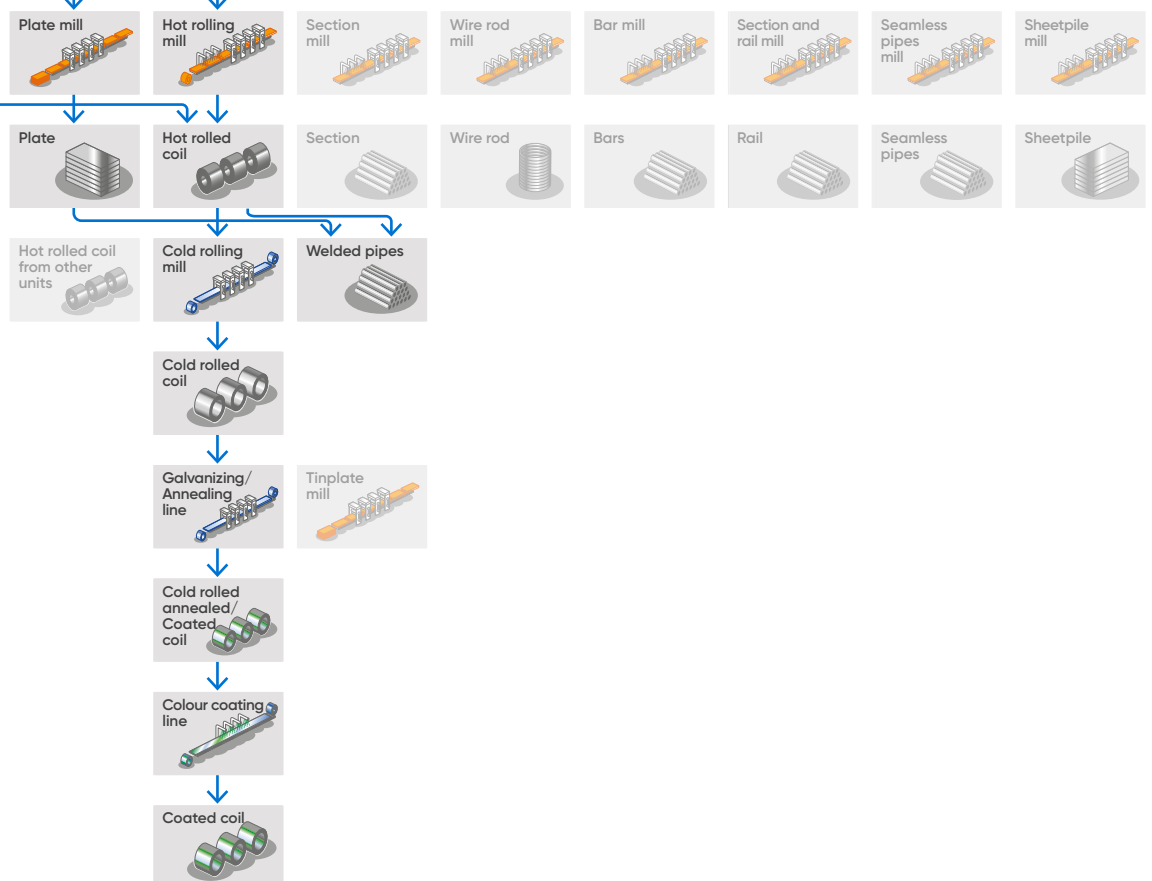 Plate mill
Hot rolling
mill
Section
mill
Wire rod
mill
Bar mill
Section and
rail mill
Seamless
pipes
mill
Sheetpile
mill
Plate
Hot rolled
coil
Section
Wire rod
Bars
Rail
Seamless
pipes
Sheetpile
Hot rolled coil
from other
units
Cold rolling
mill
Welded pipes
Cold rolled
coil
Galvanizing/
Annealing
line
Tinplate
mill
Cold rolled
annealed/
Coated
coil
Colour coating
line
Coated coil